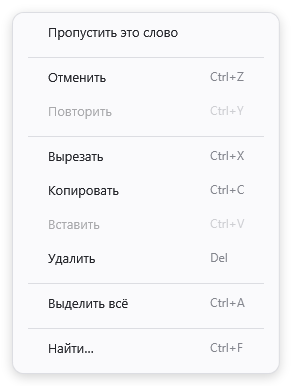 Пропустить это слово
Отменить Ctrl+Z
Повторить Ctrl+Y
Вырезать Ctrl+X
Копировать Ctrl+C
Вставить Ctrl+V
Удалить Del
Выделить всё Ctrl+A
Найти... Ctrl+F